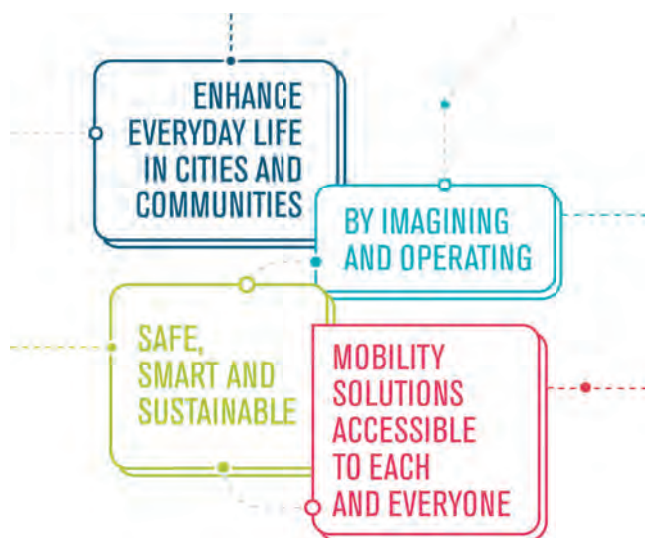 ENHANCE
EVERYDAY LIFE
IN CITIES AND
COMMUNITIES
BY IMAGINING
AND OPERATING
SAFE,
SMART AND
SUSTAINABLE
MOBILITY
SOLUTIONS
ACCESSIBLE
TO EACH
AND EVERYONE